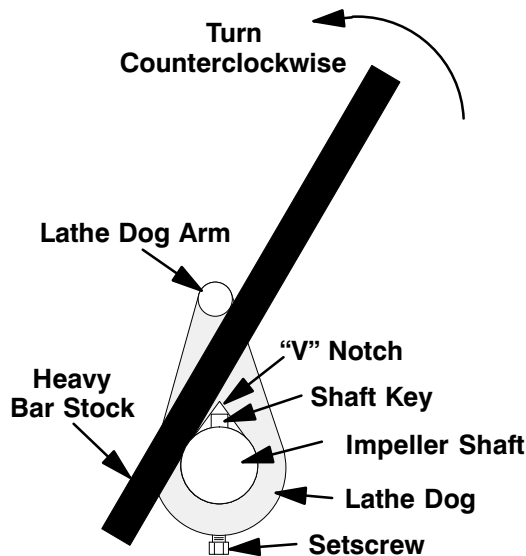 Turn
Counterclockwise
Lathe Dog Arm
“V” Notch
Heavy
Bar Stock
Shaft Key
Impeller Shaft
Lathe Dog
Setscrew